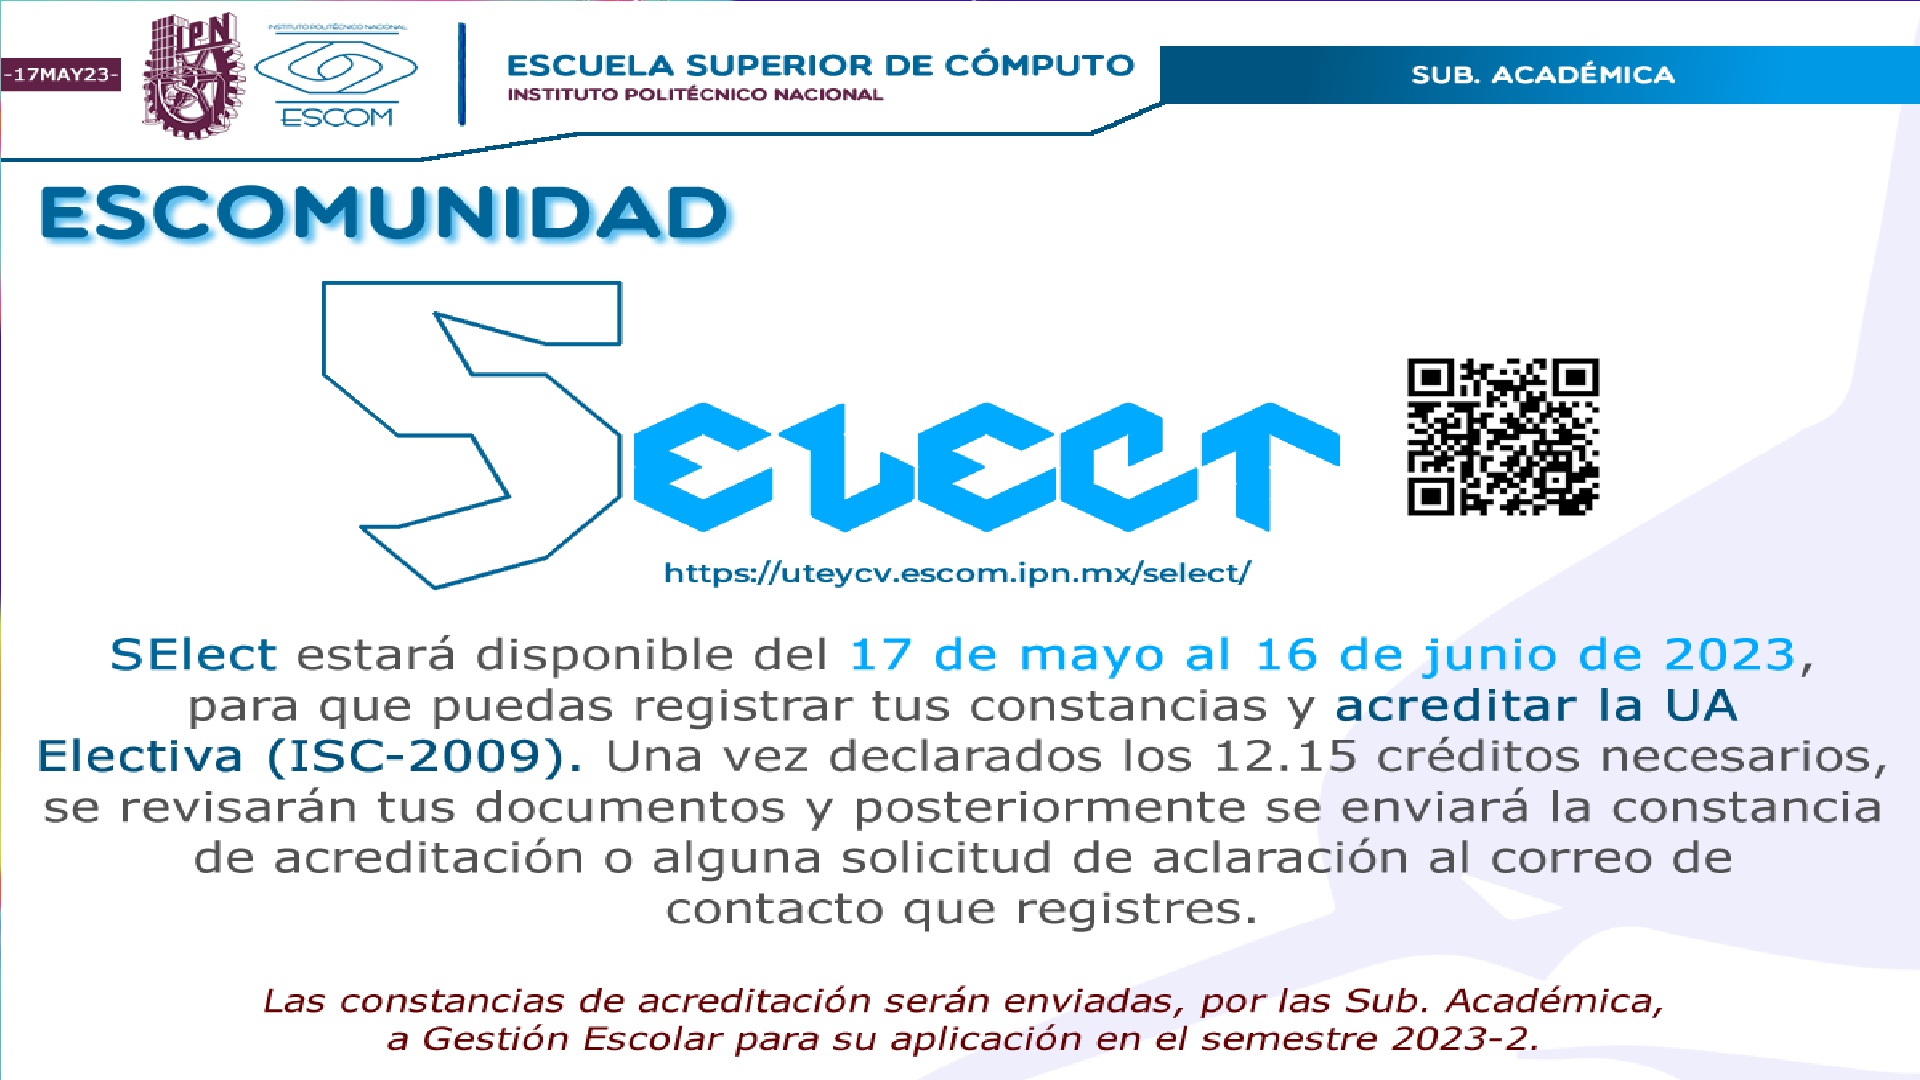 -17MAY23-
IPN
INSTITUTO POLITÉCNICO NACIONAL
ESCOM
ESCUELA SUPERIOR DE CÓMPUTO
INSTITUTO POLITÉCNICO NACIONAL
SUB. ACADÉMICA
ESCOMUNIDAD
SELECT
https://uteycv.escom.ipn.mx/select/
SElect estará disponible del 17 de mayo al 16 de junio de 2023,
para que puedas registrar tus constancias y acreditar la UA
Electiva (ISC-2009). Una vez declarados los 12.15 créditos necesarios,
se revisarán tus documentos y posteriormente se enviará la constancia
de acreditación o alguna solicitud de aclaración al correo de
contacto que registres.
Las constancias de acreditación serán enviadas, por las Sub. Académica,
a Gestión Escolar para su aplicación en el semestre 2023-2.